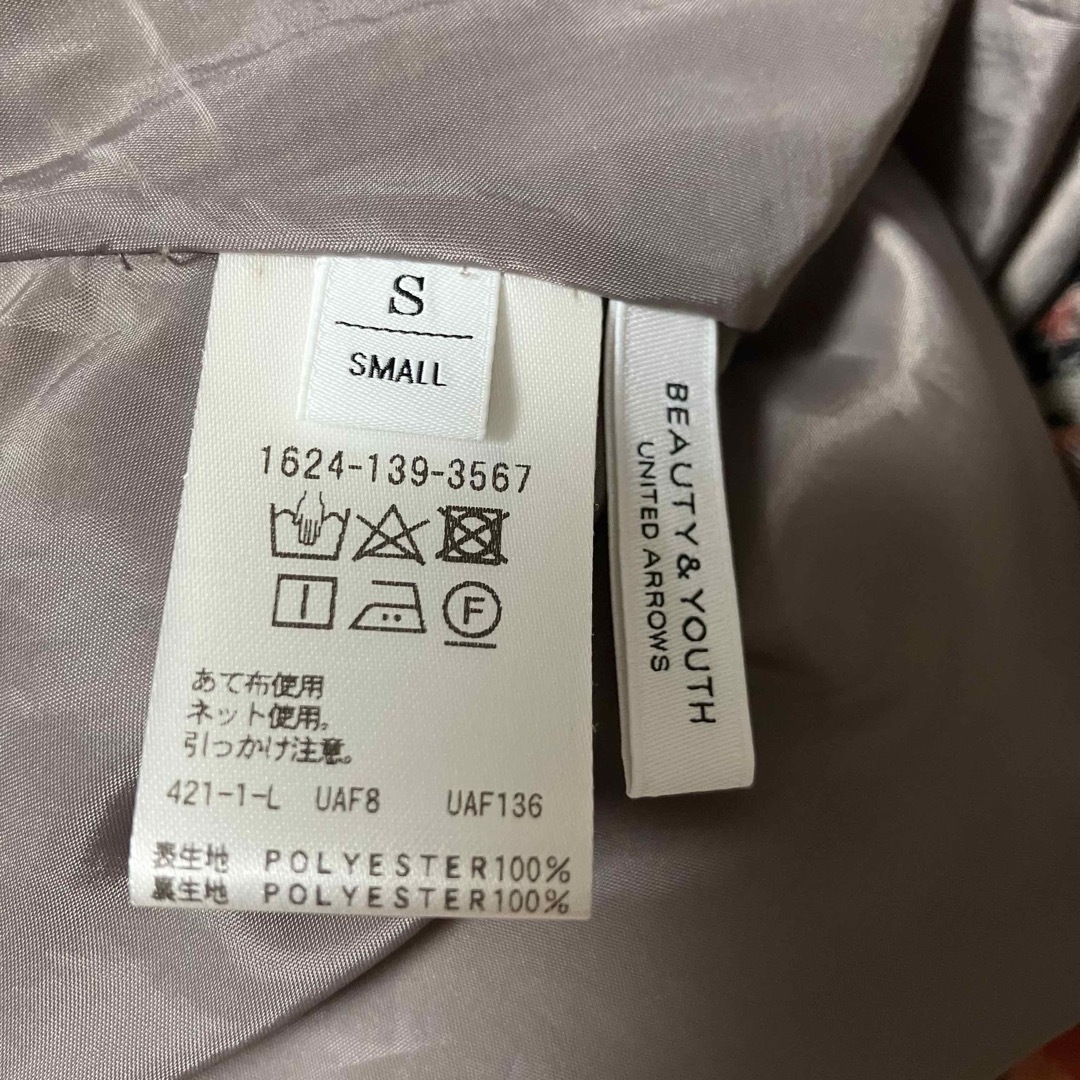 S
SMALL
1624-139-3567
F
あて布使用
ネット使用。
引っかけ注意。
421-1-L UAF8 UAF136
表生地 POLYESTER100%
裏生地 POLYESTER100%
BEAUTY&YOUTH
UNITED ARROWS